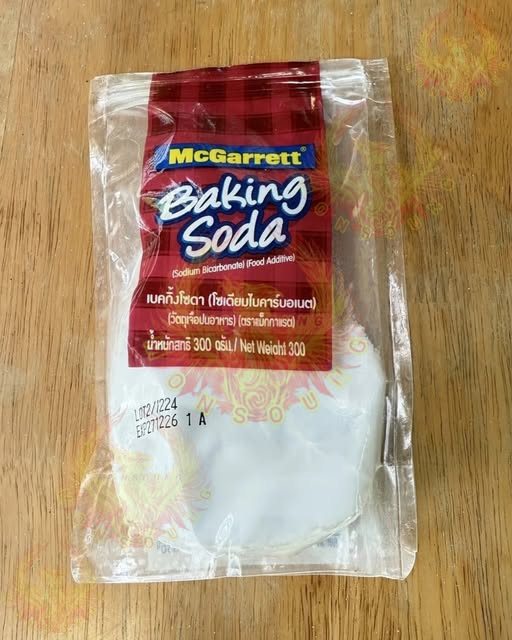 McGarrett®
Baking
Soda
(Sodium Bicarbonate) (Food Additive)
เบคกิ้งโซดา (โซเดียมไบคาร์บอเนต)
(วัตถุเจือปนอาหาร) (ตราแม็กกาแรต)
น้ำหนักสุทธิ 300 กรัม / Net Weight 300
LOT2/1224
EXP271226 1 A